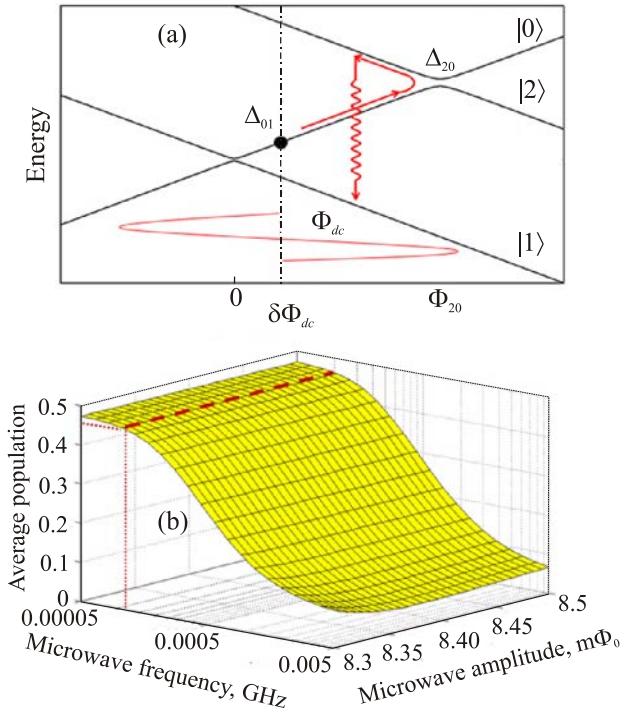 (a)
|0⟩
Δ20
|2⟩
Δ01
Energy
Φdc
|1⟩
0
δΦdc
Φ20
0.5
0.4
0.3
0.2
0.1
0
Average population
(b)
0.00005
0.0005
0.005
Microwave frequency, GHz
8.3
8.35
8.40
8.45
8.5
Microwave amplitude, mΦ0